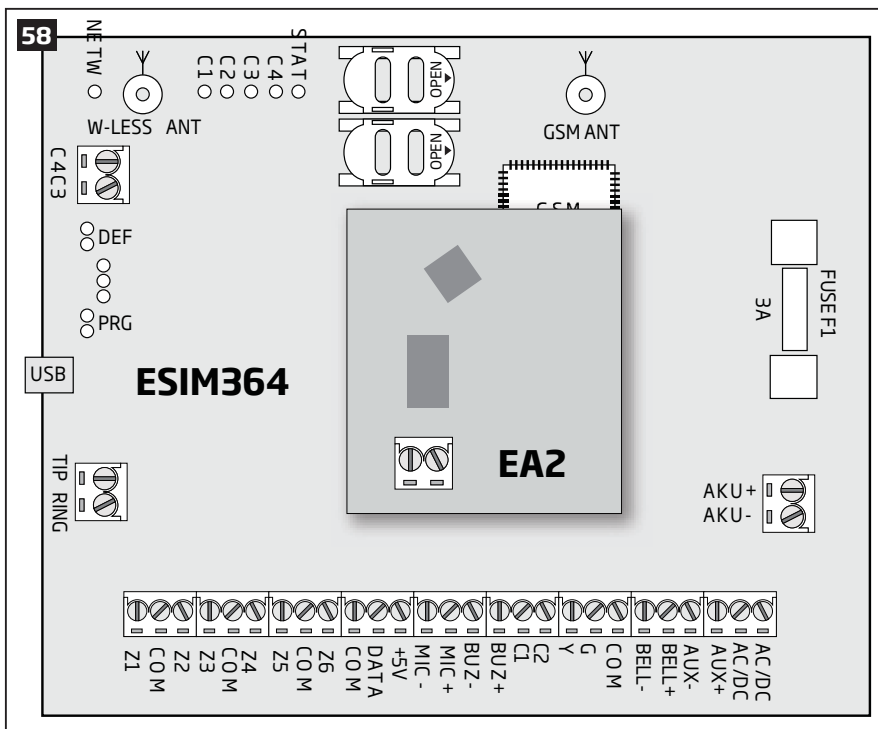 58
NETW
C1
C2
C3
C4
STAT
OPEN
OPEN
W-LESS ANT
GSM ANT
C4C3
GSM
DEF
PRG
FUSE F1
3A
USB
ESIM364
EA2
TIP RING
AKU+
AKU-
Z1
COM
Z2
Z3
COM
Z4
Z5
COM
Z6
COM
DATA
+5V
MIC -
MIC +
BUZ-
BUZ+
C1
C2
Y
G
COM
BELL-
BELL+
AUX-
AUX+
AC/DC
AC/DC